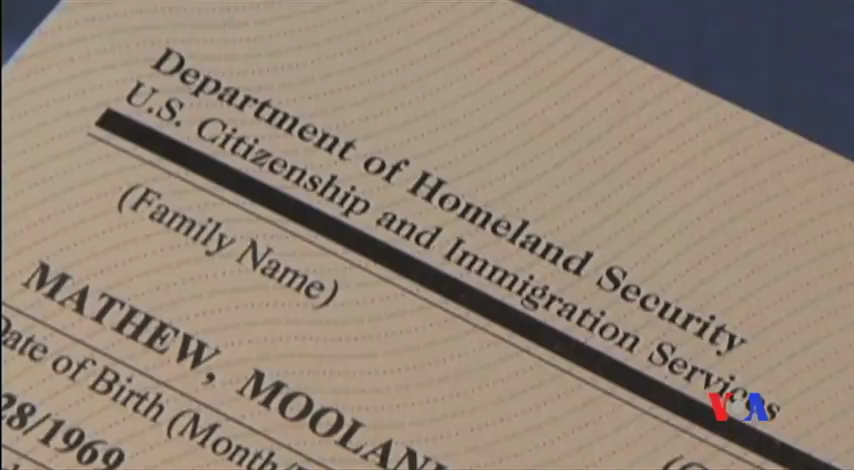 Department of Homeland Security
U.S. Citizenship and Immigration Services
(Family Name)
MATHEW, MOOLAN
Date of Birth (Month/
28/1969
VOA